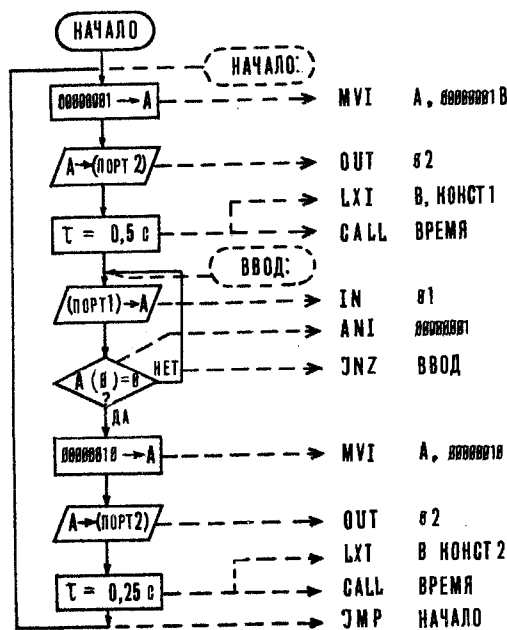 НАЧАЛО
НАЧАЛО:
00000001→A MVI A, 00000001B
A→(ПОРТ 2) OUT 02
LXI B, КОНСТ 1
τ = 0,5 с CALL ВРЕМЯ
ВВОД:
(ПОРТ1)→A IN 01
ANI 00000001
A(0)=0 НЕТ JNZ ВВОД
?
ДА
00000010→A MVI A, 00000010
A→(ПОРТ2) OUT 02
LXT B КОНСТ 2
τ = 0,25 с CALL ВРЕМЯ
JMP НАЧАЛО